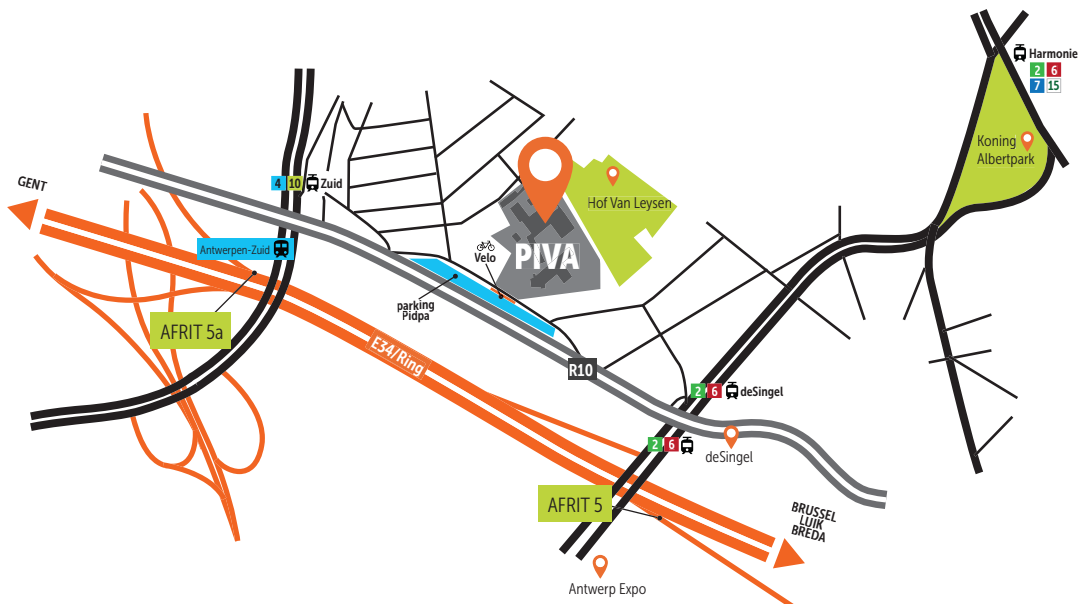 Harmonie
2 6
7 15
Koning
Albertpark
GENT
4 10 Zuid
Hof Van Leysen
Antwerpen-Zuid
Velo
PIVA
parking
Pidpa
AFRIT 5a
E34/Ring
R10
2 6 deSingel
2 6
deSingel
AFRIT 5
BRUSSEL
LUIK
BREDA
Antwerp Expo